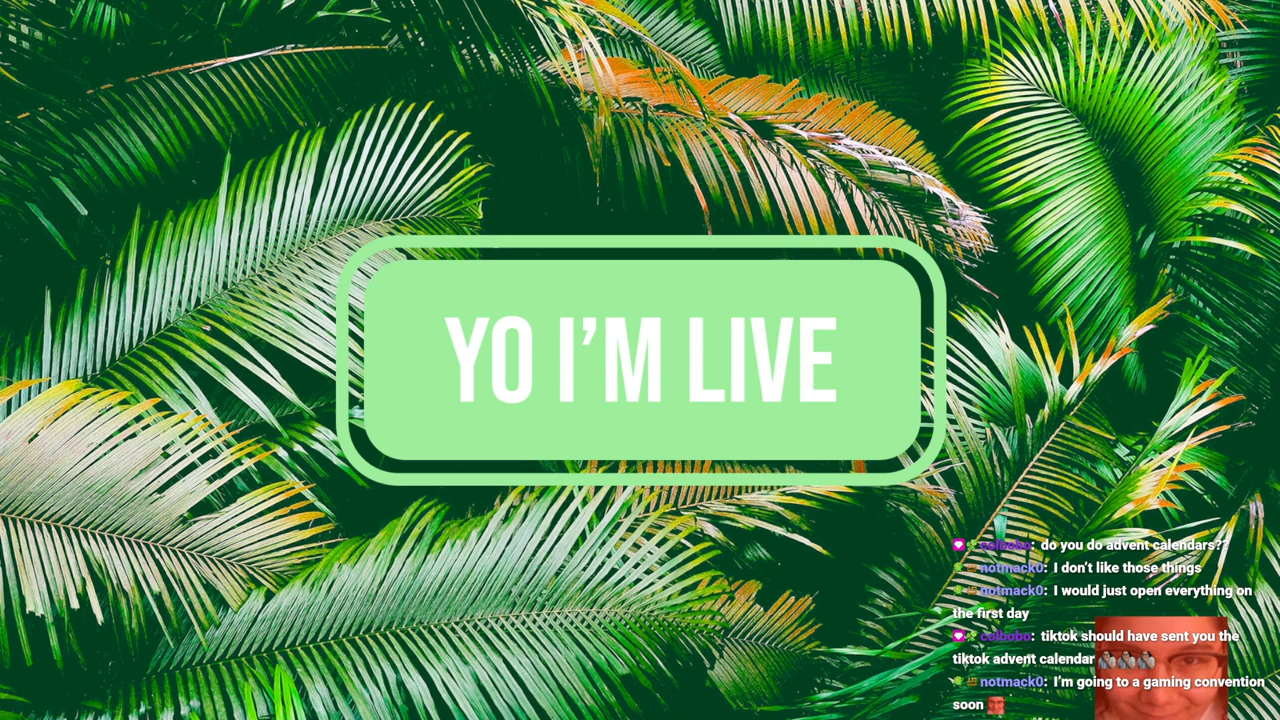 YO I’M LIVE
colbobo: do you do advent calendars??
notmack0: I don’t like those things
notmack0: I would just open everything on
the first day
colbobo: tiktok should have sent you the
tiktok advent calendar
notmack0: I’m going to a gaming convention
soon